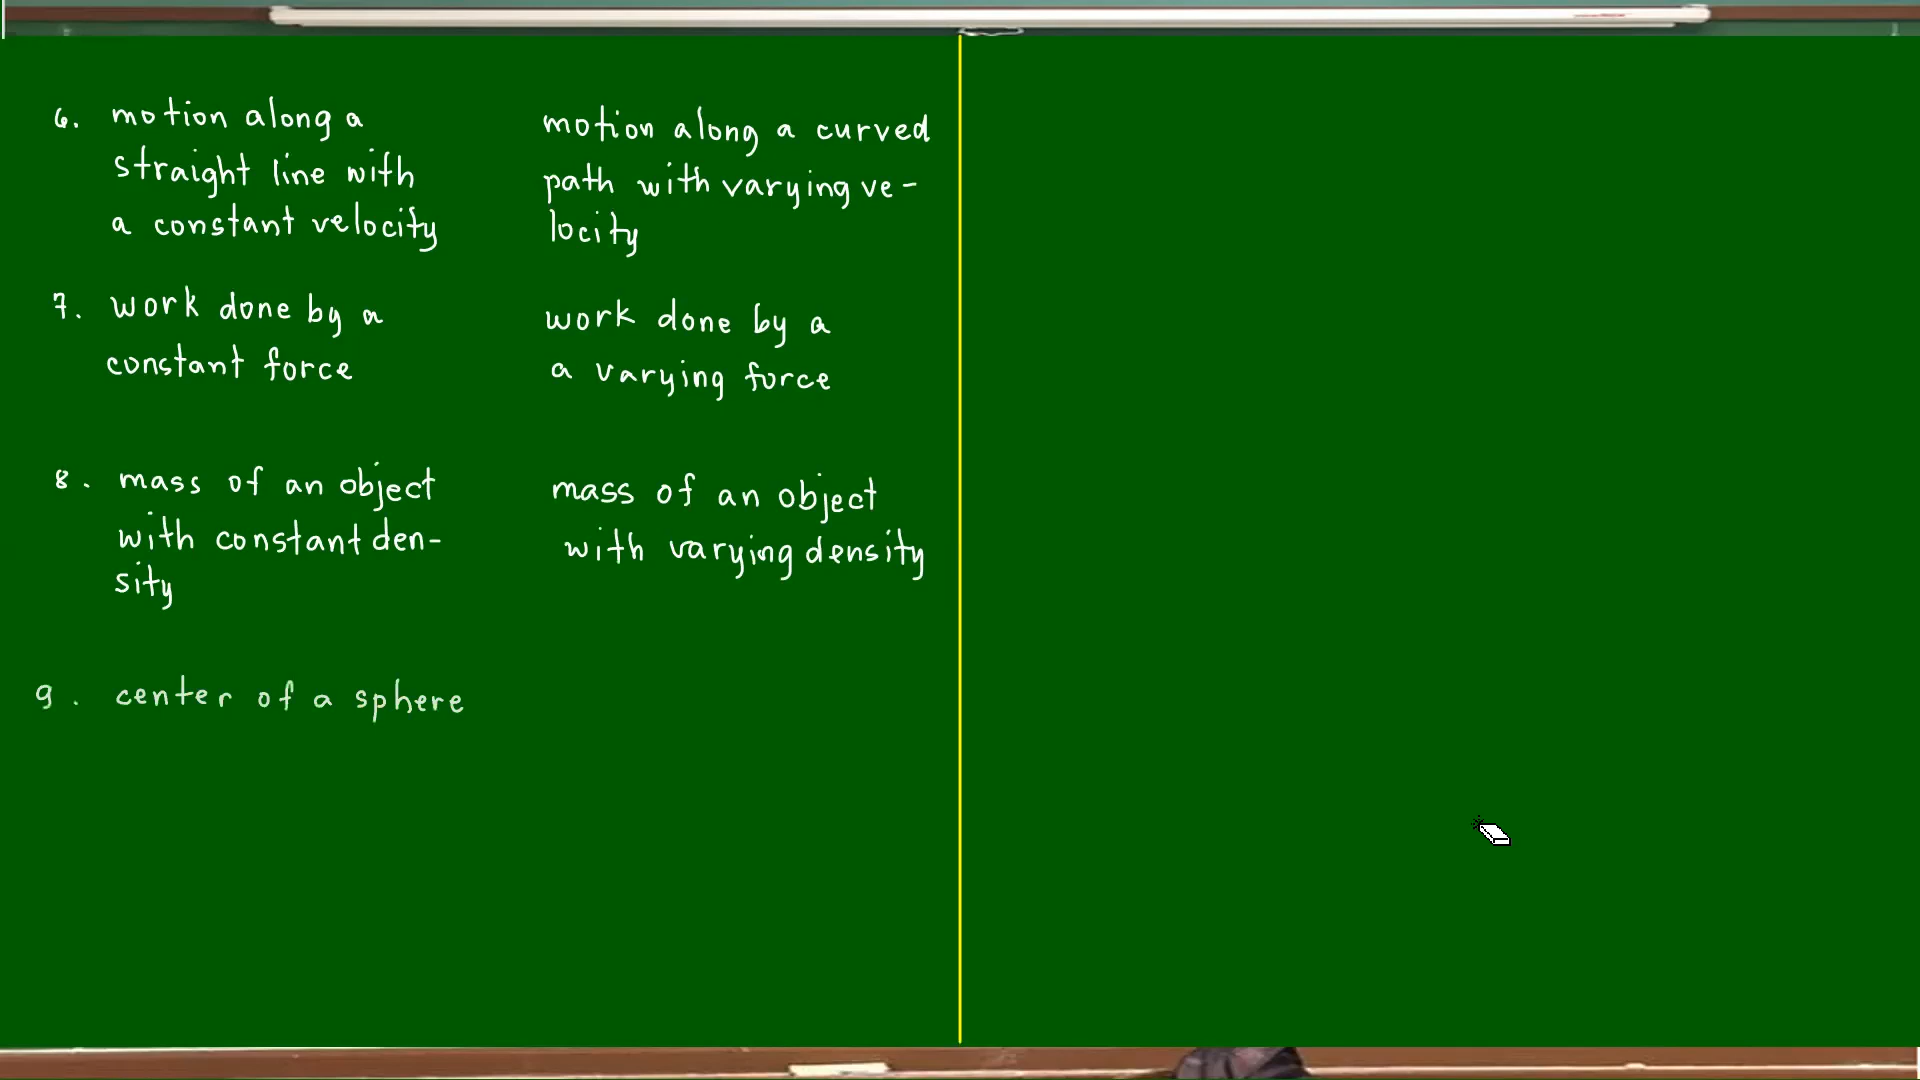 6. motion along a
straight line with
a constant velocity
motion along a curved
path with varying ve-
locity
7. work done by a
constant force
work done by a
a varying force
8. mass of an object
with constant den-
sity
mass of an object
with varying density
9. center of a sphere